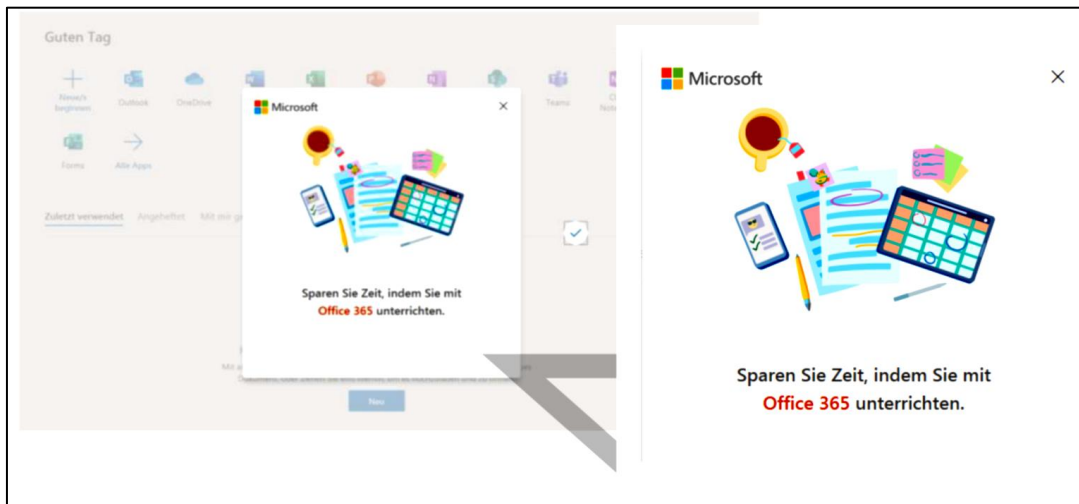 Guten Tag
Neue/s
beginnen
Outlook
OneDrive
Teams
Forms
Alle Apps
Zuletzt verwendet
Angeheftet
Microsoft
Sparen Sie Zeit, indem Sie mit
Office 365 unterrichten.
Neu
Microsoft
Sparen Sie Zeit, indem Sie mit
Office 365 unterrichten.